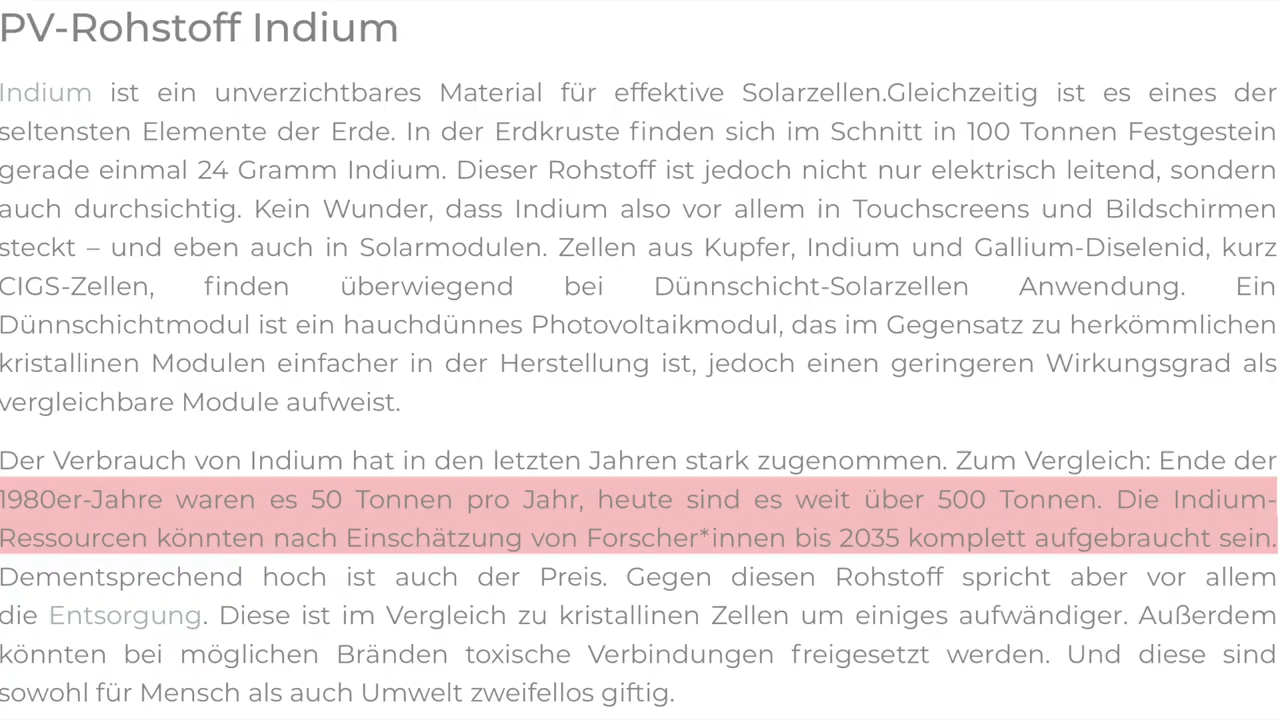 PV-Rohstoff Indium
Indium ist ein unverzichtbares Material für effektive Solarzellen.Gleichzeitig ist es eines der
seltensten Elemente der Erde. In der Erdkruste finden sich im Schnitt in 100 Tonnen Festgestein
gerade einmal 24 Gramm Indium. Dieser Rohstoff ist jedoch nicht nur elektrisch leitend, sondern
auch durchsichtig. Kein Wunder, dass Indium also vor allem in Touchscreens und Bildschirmen
steckt – und eben auch in Solarmodulen. Zellen aus Kupfer, Indium und Gallium-Diselenid, kurz
CIGS-Zellen, finden überwiegend bei Dünnschicht-Solarzellen Anwendung. Ein
Dünnschichtmodul ist ein hauchdünnes Photovoltaikmodul, das im Gegensatz zu herkömmlichen
kristallinen Modulen einfacher in der Herstellung ist, jedoch einen geringeren Wirkungsgrad als
vergleichbare Module aufweist.
Der Verbrauch von Indium hat in den letzten Jahren stark zugenommen. Zum Vergleich: Ende der
1980er-Jahre waren es 50 Tonnen pro Jahr, heute sind es weit über 500 Tonnen. Die Indium-
Ressourcen könnten nach Einschätzung von Forscher*innen bis 2035 komplett aufgebraucht sein.
Dementsprechend hoch ist auch der Preis. Gegen diesen Rohstoff spricht aber vor allem
die Entsorgung. Diese ist im Vergleich zu kristallinen Zellen um einiges aufwändiger. Außerdem
könnten bei möglichen Bränden toxische Verbindungen freigesetzt werden. Und diese sind
sowohl für Mensch als auch Umwelt zweifellos giftig.